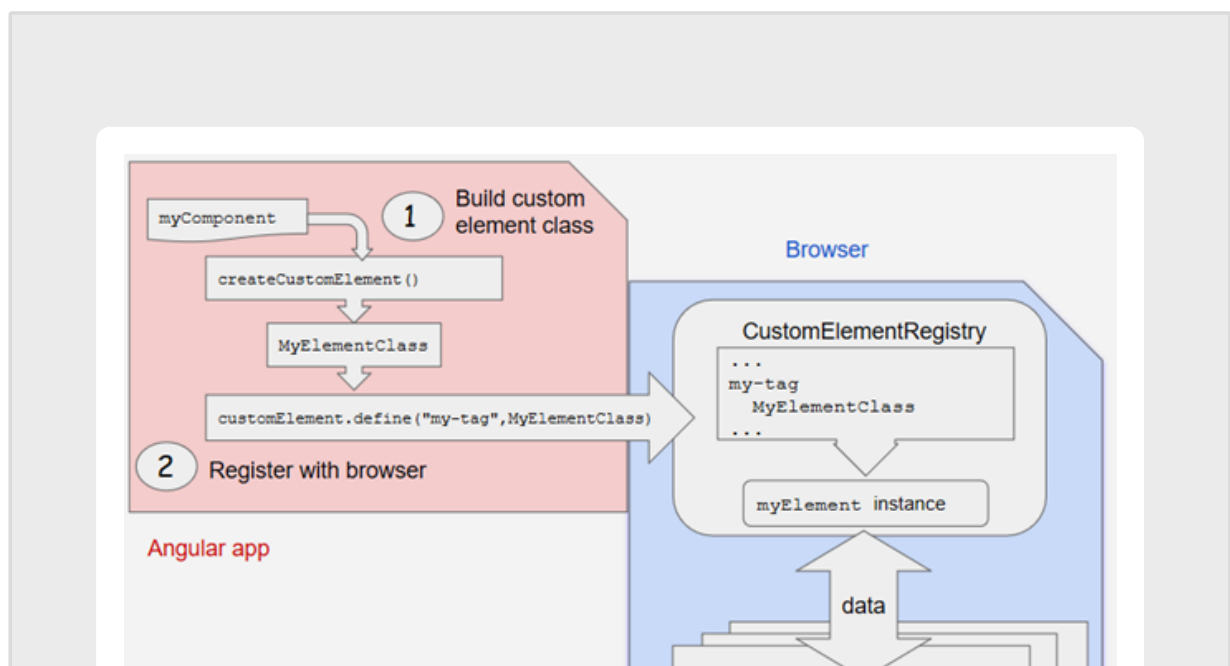 myComponent
1
Build custom
element class
createCustomElement()
MyElementClass
customElement.define("my-tag",MyElementClass)
2
Register with browser
Angular app
Browser
CustomElementRegistry
...
my-tag
MyElementClass
...
myElement instance
data